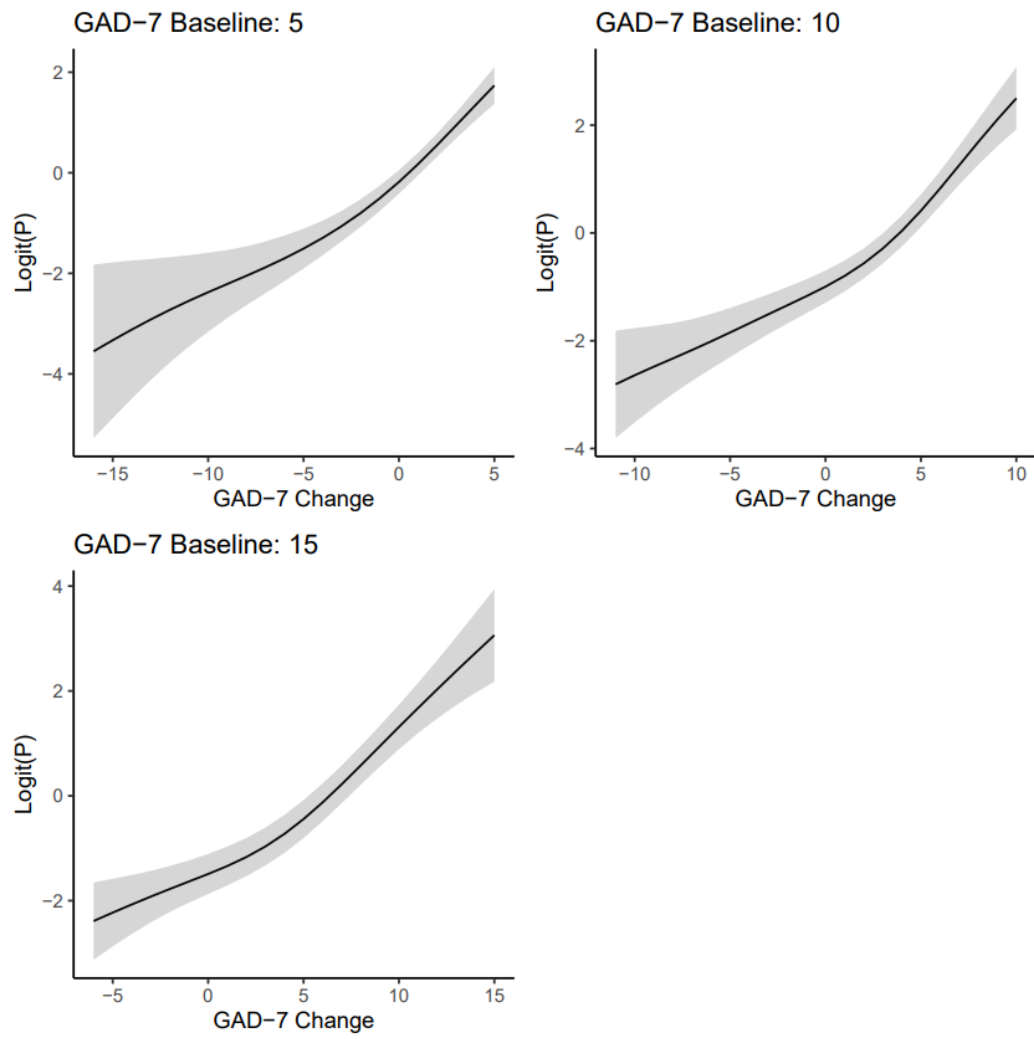 GAD−7 Baseline: 5
2
0
−2
−4
Logit(P)
−15 −10 −5 0 5
GAD−7 Change
GAD−7 Baseline: 10
2
0
−2
−4
Logit(P)
−10 −5 0 5 10
GAD−7 Change
GAD−7 Baseline: 15
4
2
0
−2
Logit(P)
−5 0 5 10 15
GAD−7 Change